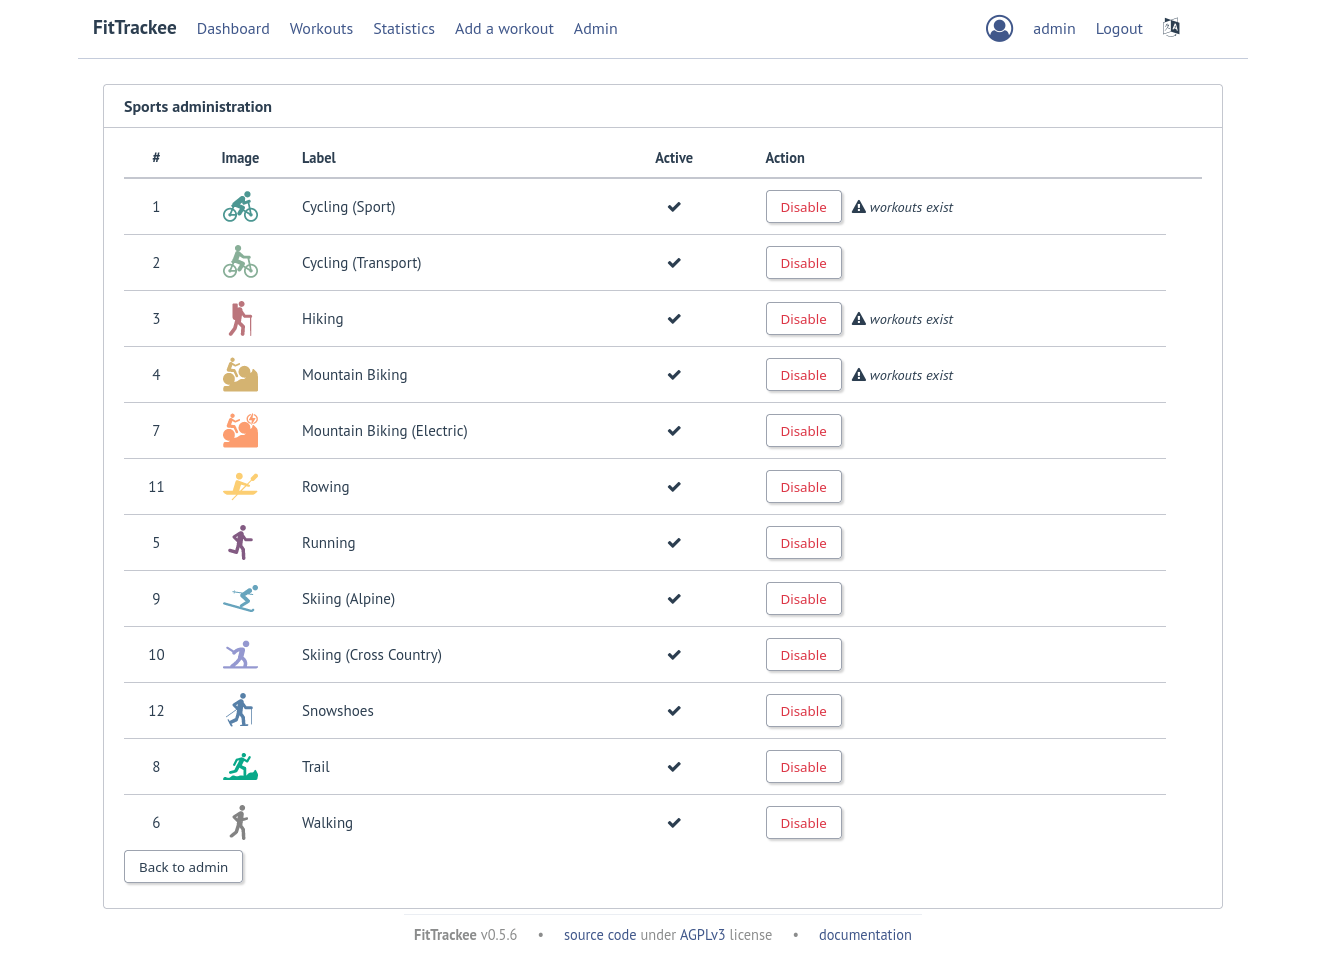 FitTrackee Dashboard Workouts Statistics Add a workout Admin admin Logout
Sports administration
# Image Label Active Action
1 Cycling (Sport) Disable workouts exist
2 Cycling (Transport) Disable
3 Hiking Disable workouts exist
4 Mountain Biking Disable workouts exist
7 Mountain Biking (Electric) Disable
11 Rowing Disable
5 Running Disable
9 Skiing (Alpine) Disable
10 Skiing (Cross Country) Disable
12 Snowshoes Disable
8 Trail Disable
6 Walking Disable
Back to admin
FitTrackee v0.5.6 • source code under AGPLv3 license • documentation